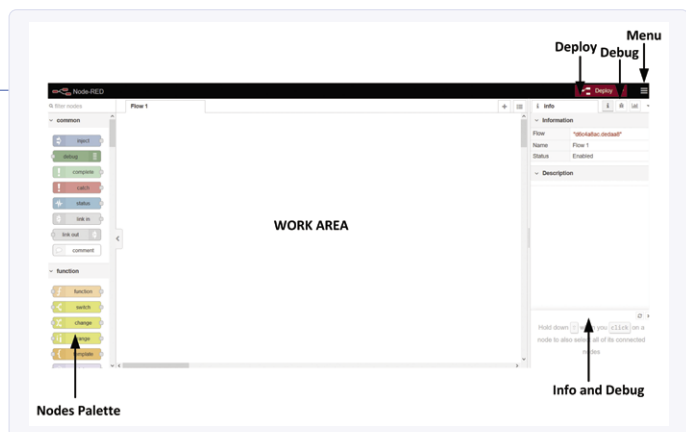 Menu
Deploy Debug
Node-RED
Deploy
filter nodes
Flow 1
info
common
Information
inject
Flow
Name
Flow 1
Status
Enabled
debug
complete
Description
catch
status
link in
link out
comment
WORK AREA
function
function
switch
change
range
template
Hold down
click
on a
node to also select all of its connected
nodes
Info and Debug
Nodes Palette